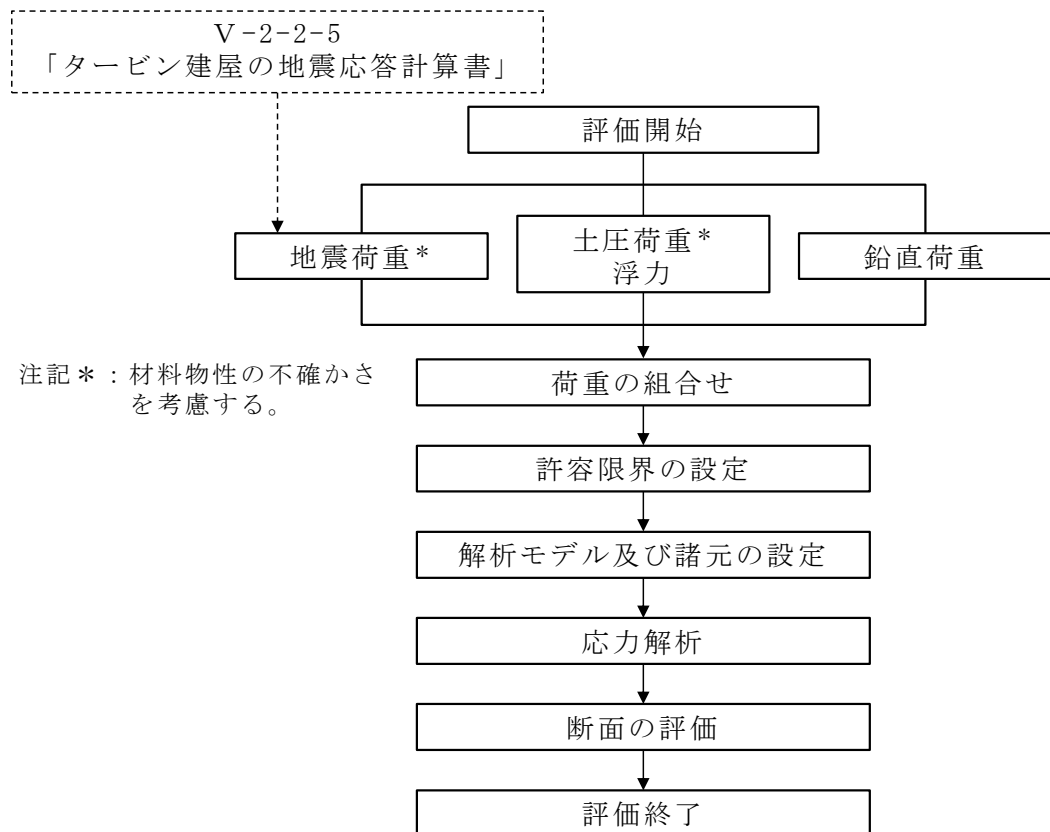 Ⅴ-2-2-5
「タービン建屋の地震応答計算書」
評価開始
地震荷重*
土圧荷重*
浮力
鉛直荷重
注記*:材料物性の不確かさ
を考慮する。
荷重の組合せ
許容限界の設定
解析モデル及び諸元の設定
応力解析
断面の評価
評価終了